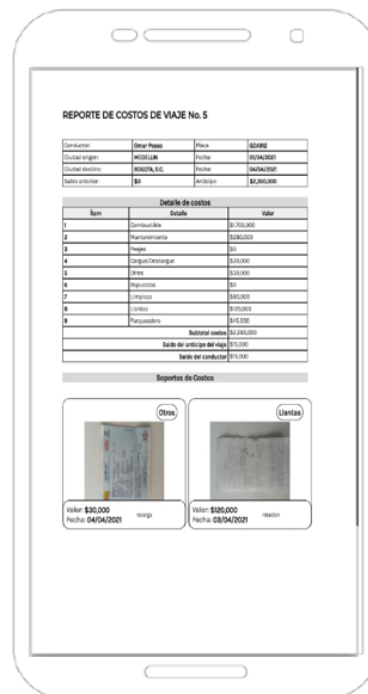 REPORTE DE COSTOS DE VIAJE No. 5
Conductor: Omar Posso Placa GDA912
Ciudad origen: MEDELLIN Fecha 01/04/2021
Ciudad destino: BOGOTA, D.C. Fecha 04/04/2021
Saldo anterior: $0 Anticipo $2,300,000
Detalle de costos
Ítem Detalle Valor
1 Combustible $1,700,000
2 Mantenimiento
3 Peajes $0
4 Cargue/Descargue $30,000
5 Otros $30,000
6 Repuestos $0
7 Limpieza $80,000
8 Llantas $120,000
9 Parqueadero $45,000
Subtotal costos $2,285,000
Saldo del anticipo del viaje $15,000
Saldo del conductor $15,000
Soportes de Costos
Otros
Valor: $30,000
Fecha: 04/04/2021
recarga
Llantas
Valor: $120,000
Fecha: 03/04/2021
rotacion